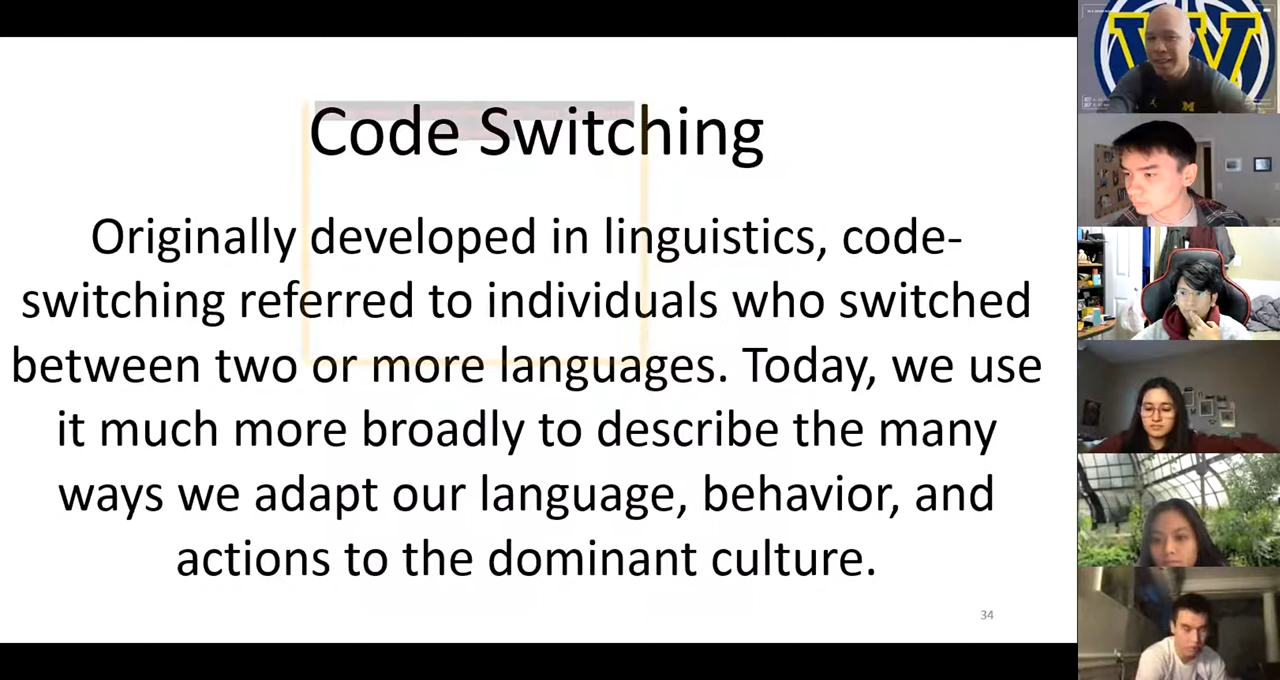 Code Switching
Originally developed in linguistics, code-
switching referred to individuals who switched
between two or more languages. Today, we use
it much more broadly to describe the many
ways we adapt our language, behavior, and
actions to the dominant culture.
34
W
M